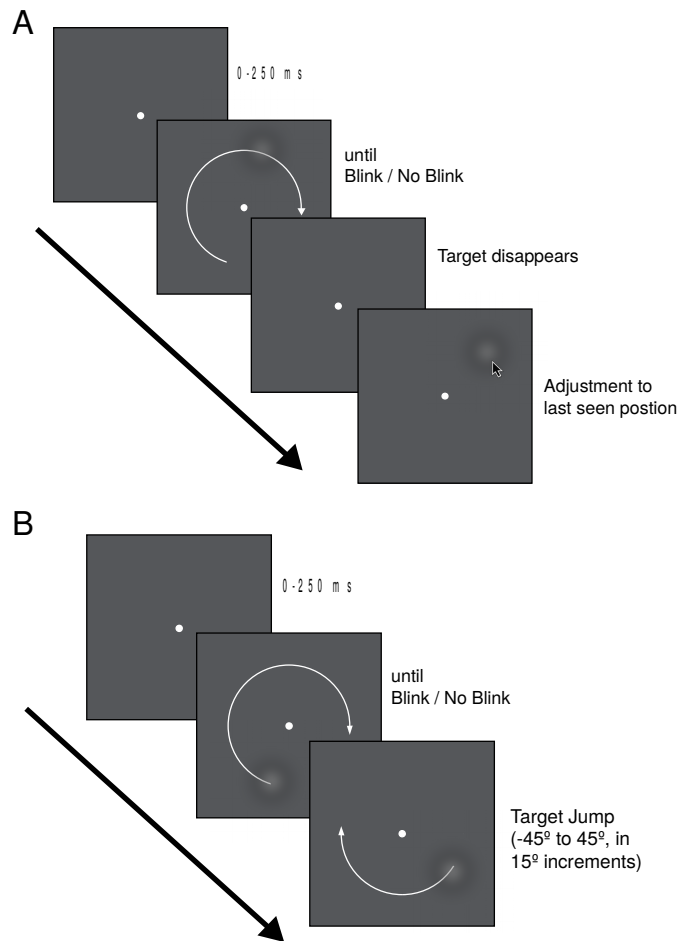 A
0-250 ms
until
Blink / No Blink
Target disappears
Adjustment to
last seen postion
B
0-250 ms
until
Blink / No Blink
Target Jump
(-45º to 45º, in
15º increments)